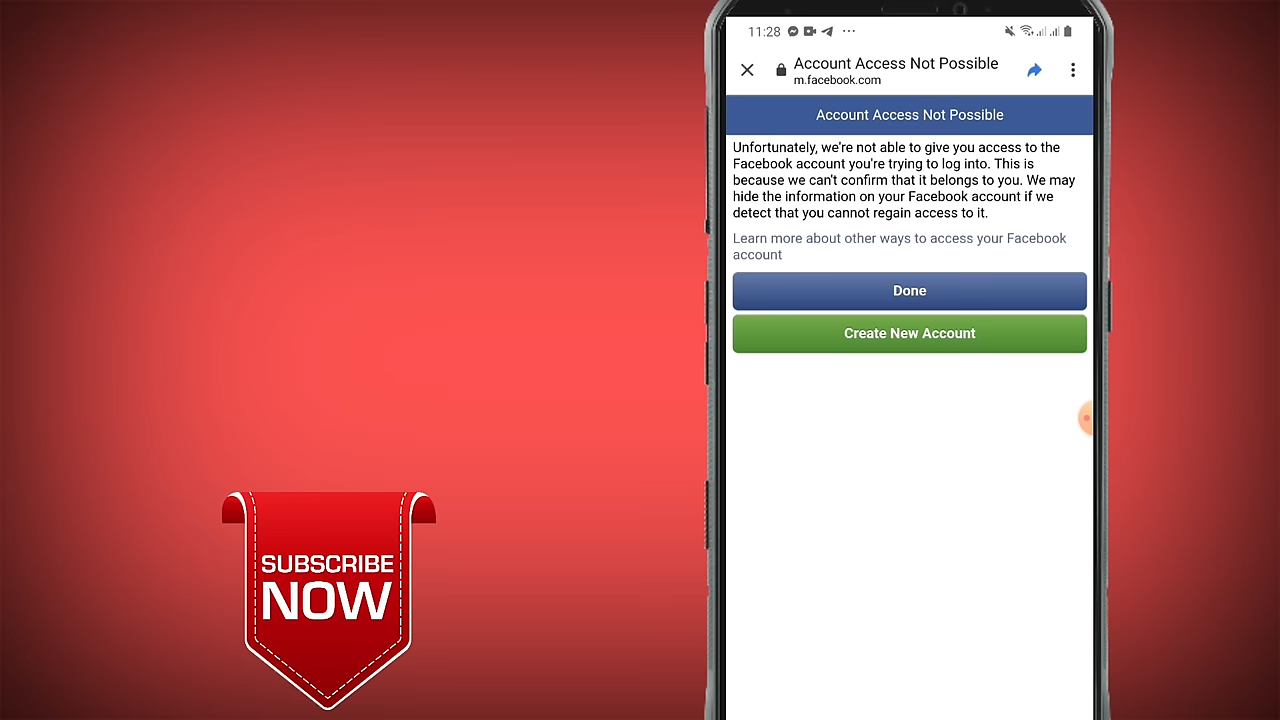 11:28
Account Access Not Possible
m.facebook.com
Account Access Not Possible
Unfortunately, we're not able to give you access to the
Facebook account you're trying to log into. This is
because we can't confirm that it belongs to you. We may
hide the information on your Facebook account if we
detect that you cannot regain access to it.
Learn more about other ways to access your Facebook
account
Done
Create New Account
SUBSCRIBE
NOW